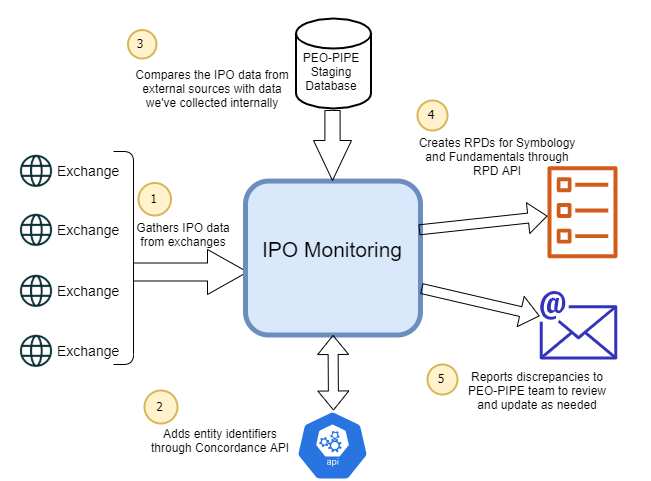 3
Compares the IPO data from
external sources with data
we've collected internally
PEO-PIPE
Staging
Database
4
Creates RPDs for Symbology
and Fundamentals through
RPD API
Exchange
Exchange
Exchange
Exchange
1
Gathers IPO data
from exchanges
IPO Monitoring
@
2
Adds entity identifiers
through Concordance API
api
5
Reports discrepancies to
PEO-PIPE team to review
and update as needed